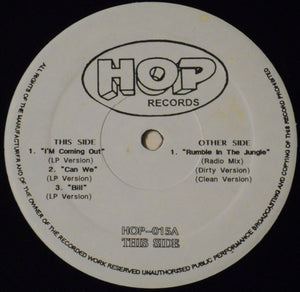 HOP
RECORDS
THIS SIDE
1. "I'M Coming Out"
(LP Version)
2. "Can We"
(LP Version)
3. "Bill"
(LP Version)
OTHER SIDE
1. "Rumble In The Jungle"
(Radio Mix)
(Dirty Version)
(Clean Version)
HOP-015A
THIS SIDE
ALL RIGHTS OF THE MANUFACTURER AND OF THE OWNER OF THE RECORDED WORK RESERVED UNAUTHORISED PUBLIC PERFORMANCE BROADCASTING AND COPYING OF THIS RECORD PROHIBITED